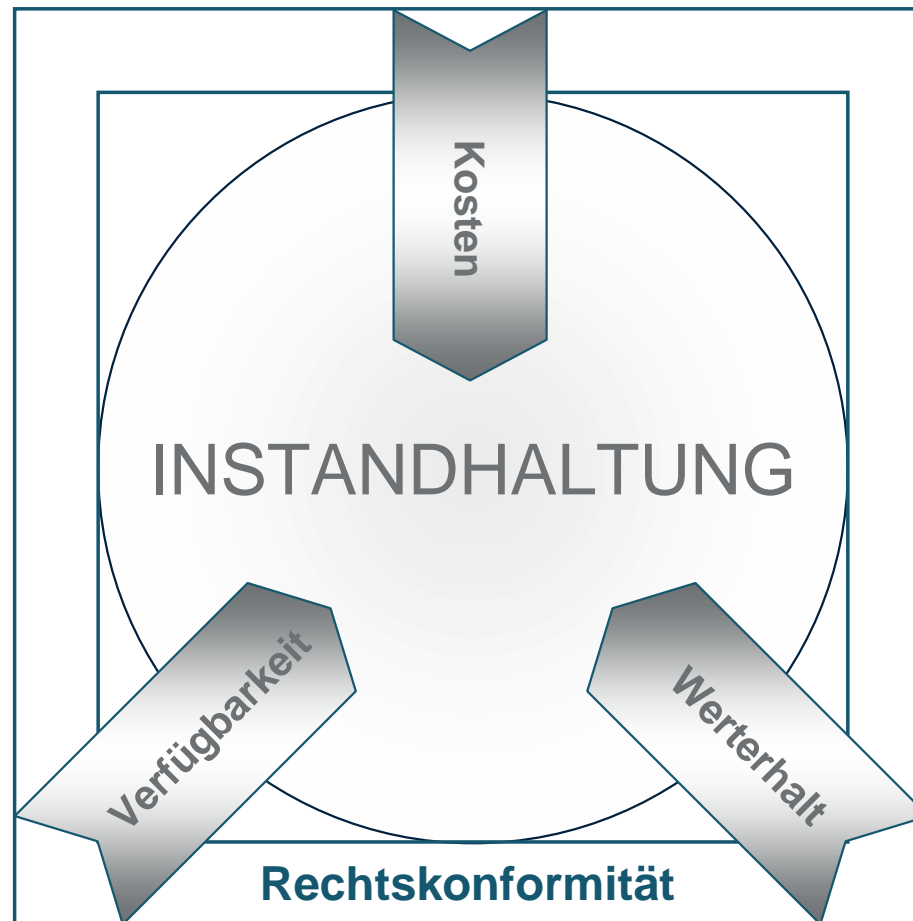 Kosten
INSTANDHALTUNG
Verfügbarkeit
Werterhalt
Rechtskonformität